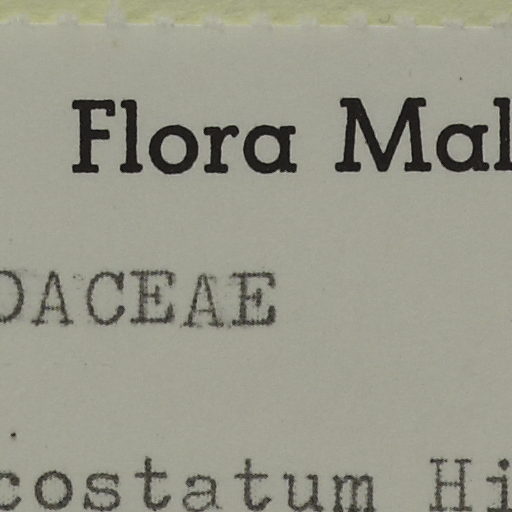 Flora Mal
DACEAE
costatum Hi